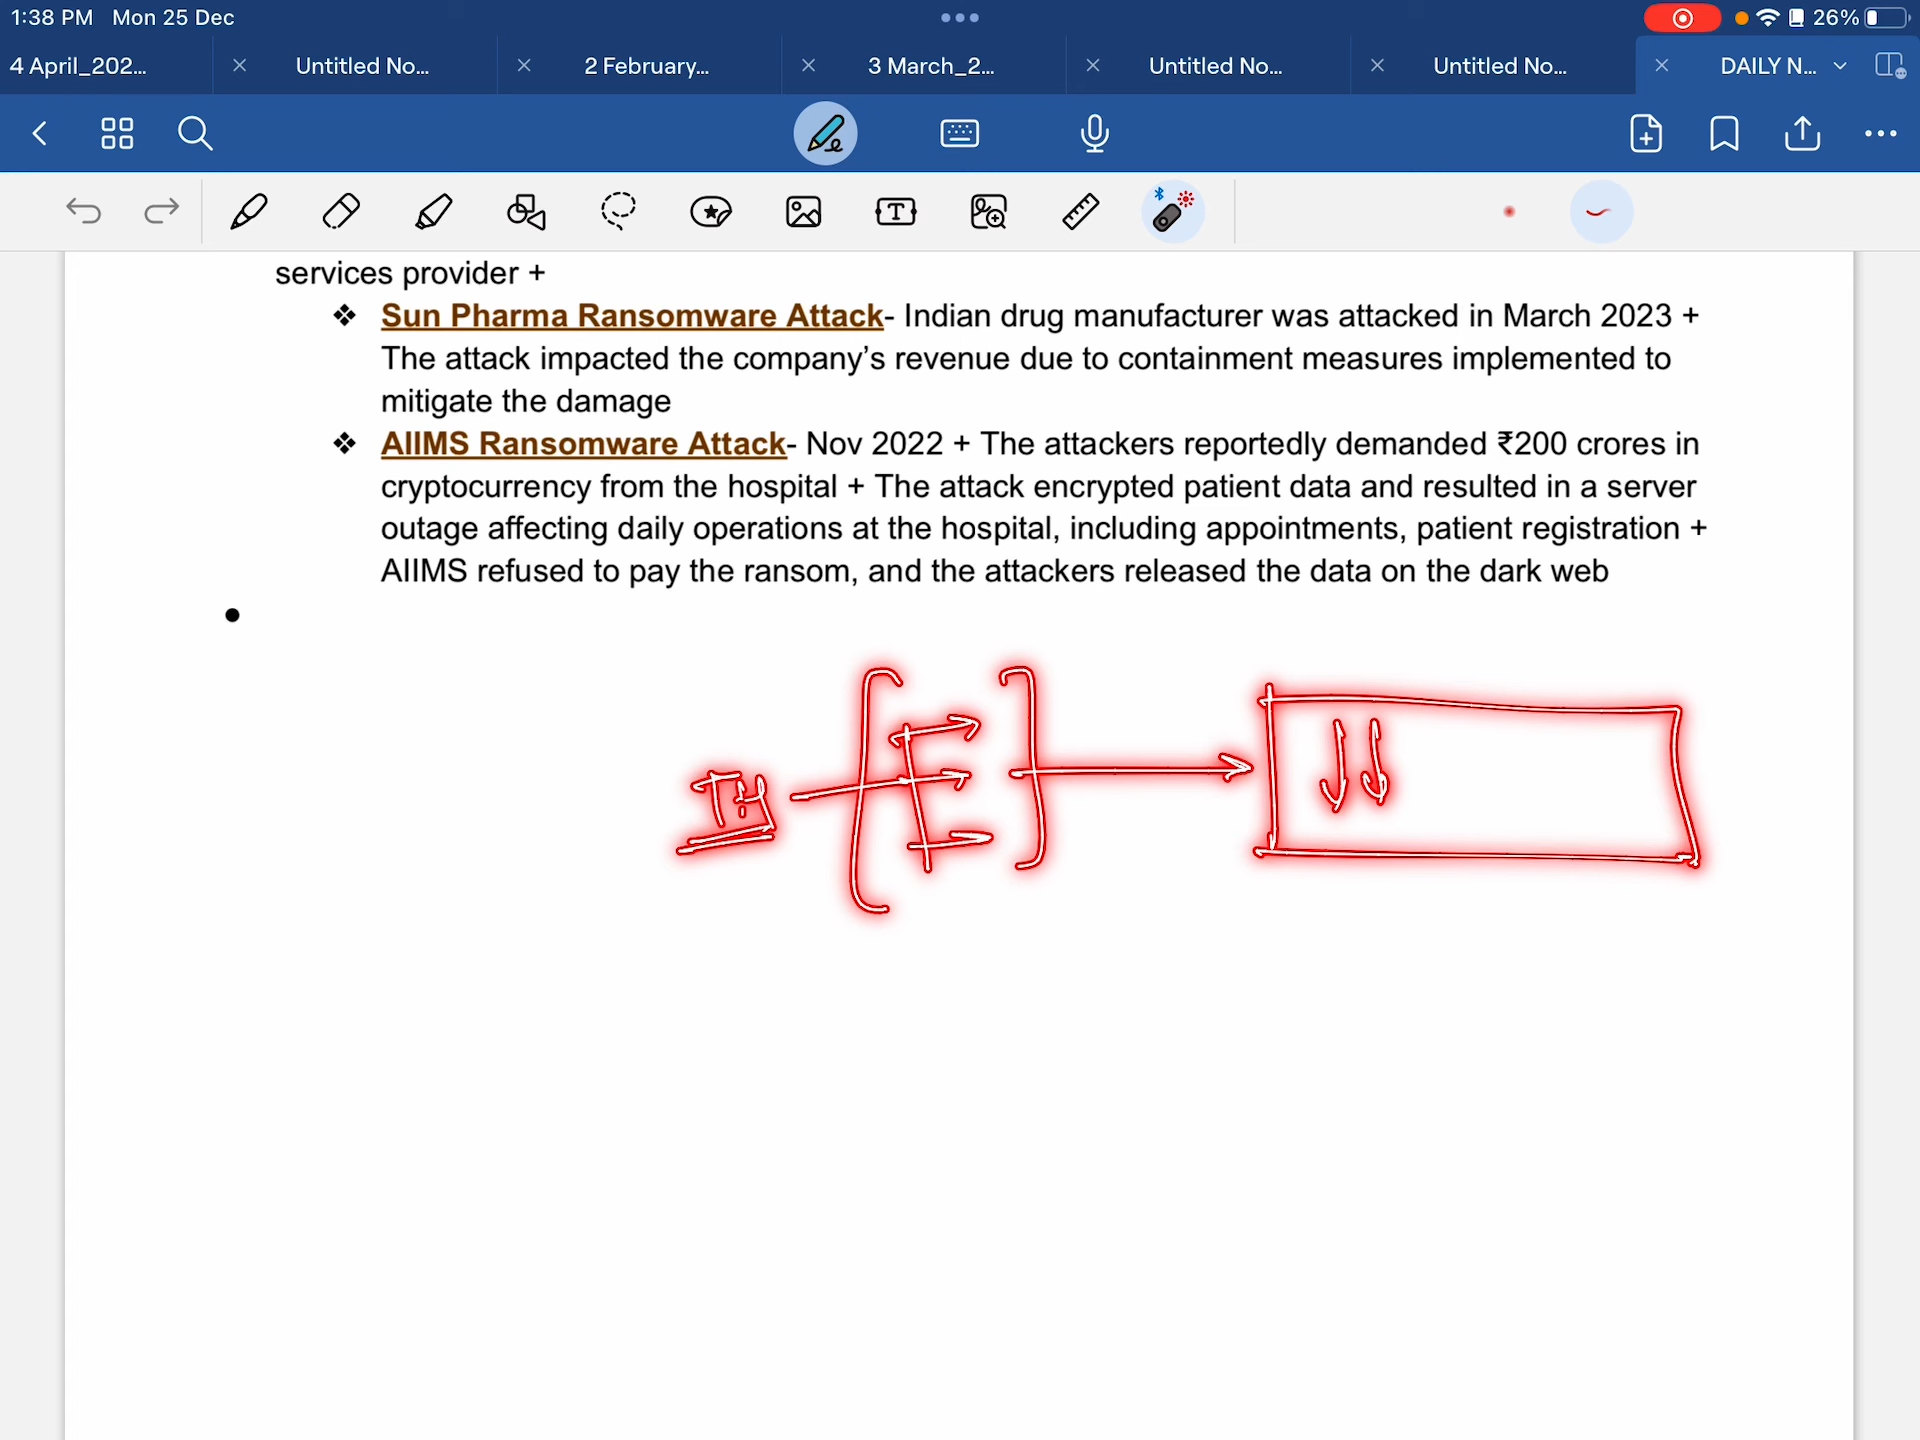 1:38 PM Mon 25 Dec
26%
4 April_202...
Untitled No...
2 February...
3 March_2...
Untitled No...
Untitled No...
DAILY N...
services provider +
❖ Sun Pharma Ransomware Attack- Indian drug manufacturer was attacked in March 2023 +
The attack impacted the company’s revenue due to containment measures implemented to
mitigate the damage
❖ AIIMS Ransomware Attack- Nov 2022 + The attackers reportedly demanded ₹200 crores in
cryptocurrency from the hospital + The attack encrypted patient data and resulted in a server
outage affecting daily operations at the hospital, including appointments, patient registration +
AIIMS refused to pay the ransom, and the attackers released the data on the dark web
●